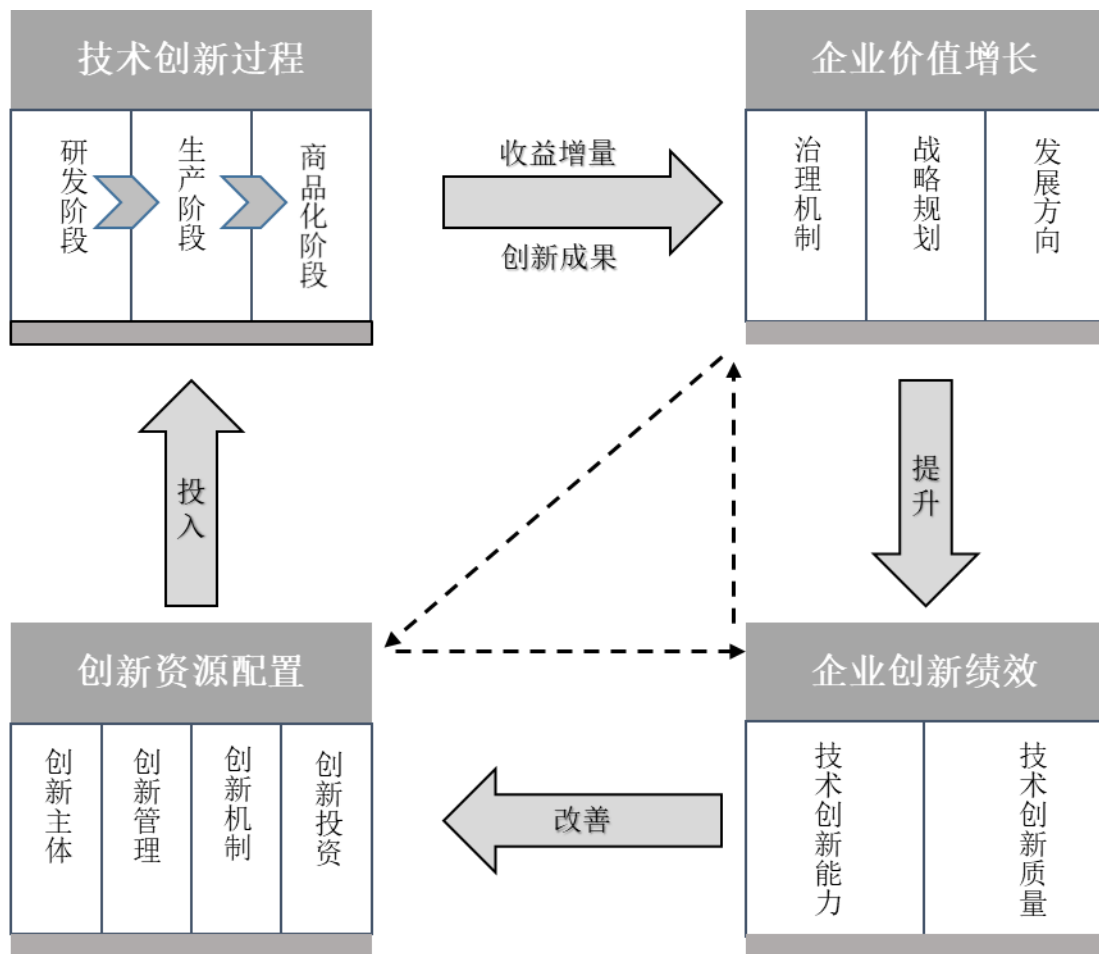 技术创新过程
研发阶段
生产阶段
商品化阶段
收益增量
创新成果
企业价值增长
治理机制
战略规划
发展方向
投入
提升
创新资源配置
创新主体
创新管理
创新机制
创新投资
改善
企业创新绩效
技术创新能力
技术创新质量